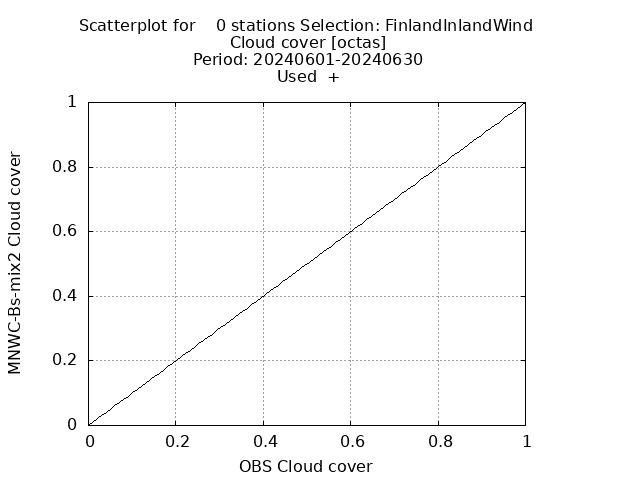 Scatterplot for    0 stations Selection: FinlandInlandWind
Cloud cover [octas]
Period: 20240601-20240630
Used  +
1
0.8
0.6
0.4
0.2
0
MNWC-Bs-mix2 Cloud cover
0 0.2 0.4 0.6 0.8 1
OBS Cloud cover